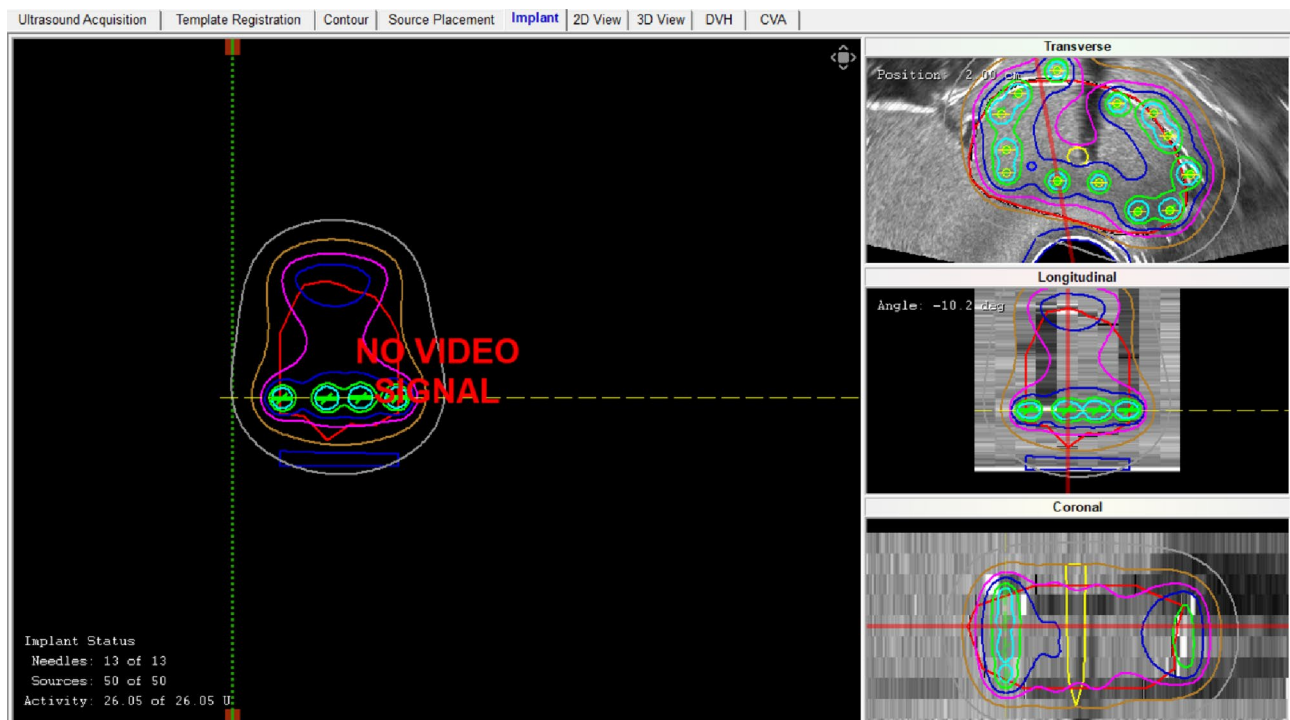 Ultrasound Acquisition
Template Registration
Contour
Source Placement
Implant
2D View
3D View
DVH
CVA
NO VIDEO
SIGNAL
Implant Status
Needles: 13 of 13
Sources: 50 of 50
Activity: 26.05 of 26.05 U
Transverse
Position: 2.00 cm
Longitudinal
Angle: -10.2 deg
Coronal